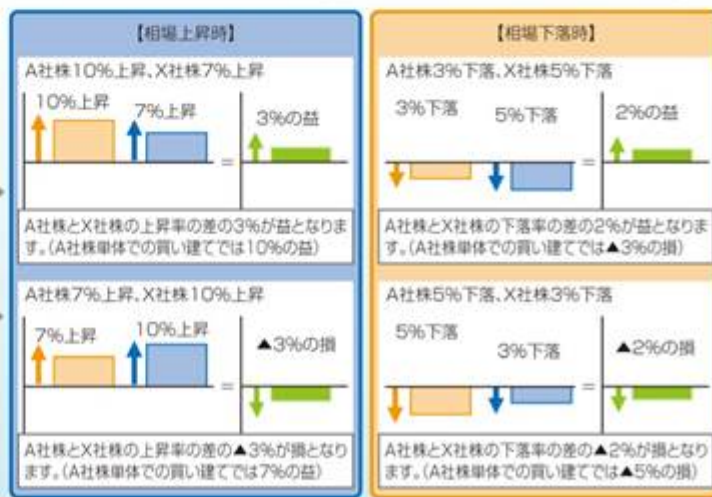 【相場上昇時】
A社株10%上昇、X社株7%上昇
10%上昇
7%上昇
3%の益
=
A社株とX社株の上昇率の差の3%が益となりま
す。(A社株単体での買い建てでは10%の益)
A社株7%上昇、X社株10%上昇
7%上昇
10%上昇
▲3%の損
=
A社株とX社株の上昇率の差の▲3%が損となり
ます。(A社株単体での買い建てでは7%の益)
【相場下落時】
A社株3%下落、X社株5%下落
3%下落
5%下落
2%の益
=
A社株とX社株の下落率の差の2%が益となりま
す。(A社株単体での買い建てでは▲3%の損)
A社株5%下落、X社株3%下落
5%下落
3%下落
▲2%の損
=
A社株とX社株の下落率の差の▲2%が損となり
ます。(A社株単体での買い建てでは▲5%の損)